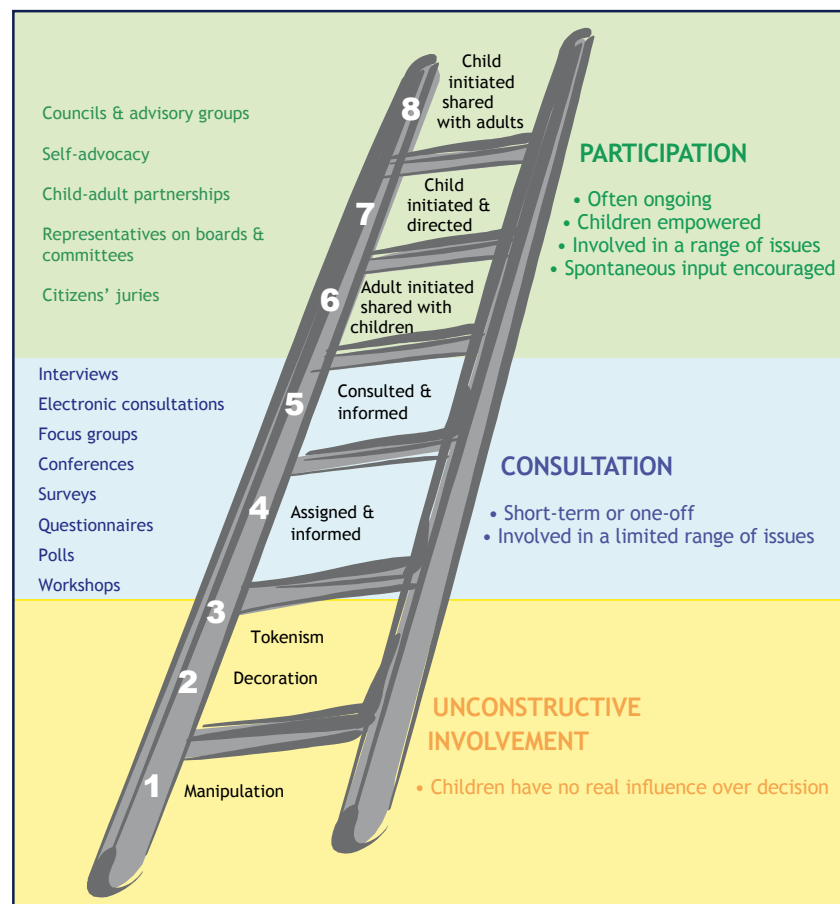 8
Child
initiated
shared
with adults
Councils & advisory groups
Self-advocacy
Child-adult partnerships
Representatives on boards &
committees
Citizens' juries
7
Child
initiated &
directed
6
Adult initiated
shared with
children
PARTICIPATION
• Often ongoing
• Children empowered
• Involved in a range of issues
• Spontaneous input encouraged
Interviews
Electronic consultations
Focus groups
Conferences
Surveys
Questionnaires
Polls
Workshops
5
Consulted &
informed
4
Assigned &
informed
CONSULTATION
• Short-term or one-off
• Involved in a limited range of issues
3
Tokenism
2
Decoration
1
Manipulation
UNCONSTRUCTIVE
INVOLVEMENT
• Children have no real influence over decision